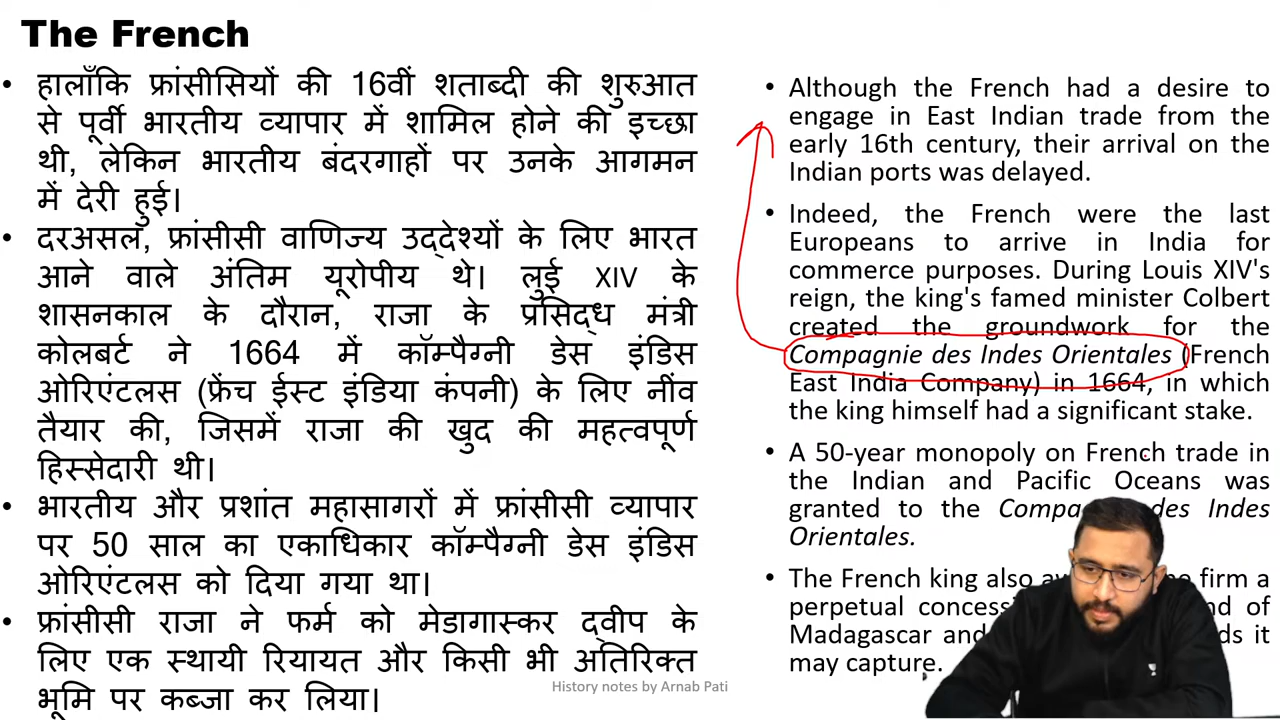 The French
• हालाँकि फ्रांसीसियों की 16वीं शताब्दी की शुरुआत
से पूर्वी भारतीय व्यापार में शामिल होने की इच्छा
थी, लेकिन भारतीय बंदरगाहों पर उनके आगमन
में देरी हुई।
• दरअसल, फ्रांसीसी वाणिज्य उद्देश्यों के लिए भारत
आने वाले अंतिम यूरोपीय थे। लुई XIV के
शासनकाल के दौरान, राजा के प्रसिद्ध मंत्री
कोलबर्ट ने 1664 में कॉम्पैग्नी डेस इंडिस
ओरिएंटलस (फ्रेंच ईस्ट इंडिया कंपनी) के लिए नींव
तैयार की, जिसमें राजा की खुद की महत्वपूर्ण
हिस्सेदारी थी।
• भारतीय और प्रशांत महासागरों में फ्रांसीसी व्यापार
पर 50 साल का एकाधिकार कॉम्पैग्नी डेस इंडिस
ओरिएंटलस को दिया गया था।
• फ्रांसीसी राजा ने फर्म को मेडागास्कर द्वीप के
लिए एक स्थायी रियायत और किसी भी अतिरिक्त
भूमि पर कब्जा कर लिया।
• Although the French had a desire to
engage in East Indian trade from the
early 16th century, their arrival on the
Indian ports was delayed.
• Indeed, the French were the last
Europeans to arrive in India for
commerce purposes. During Louis XIV's
reign, the king's famed minister Colbert
created the groundwork for the
Compagnie des Indes Orientales (French
East India Company) in 1664, in which
the king himself had a significant stake.
• A 50-year monopoly on French trade in
the Indian and Pacific Oceans was
granted to the des Indes
Orientales.
• The French king also firm a
perpetual of
Madagascar and it
may capture.
History notes by Arnab Pati